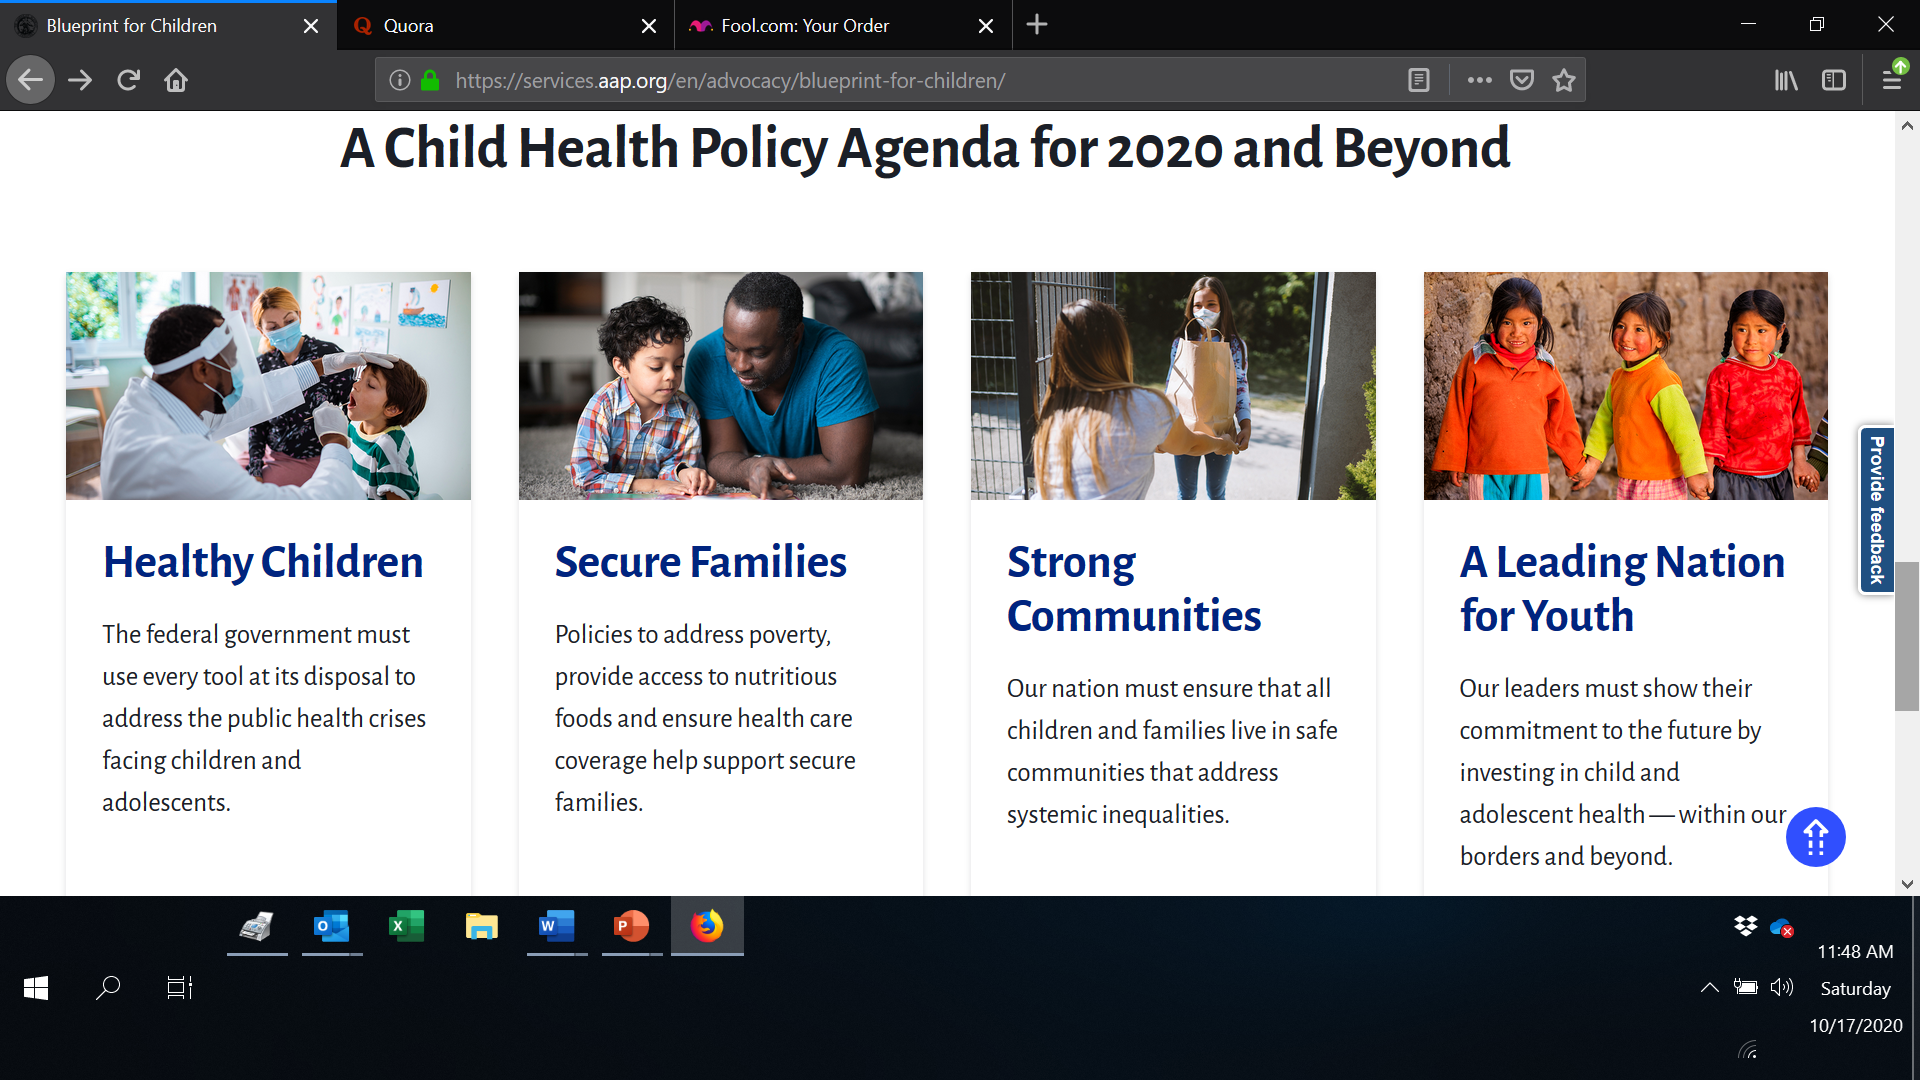 Blueprint for Children
Quora
Fool.com: Your Order
https://services.aap.org/en/advocacy/blueprint-for-children/
A Child Health Policy Agenda for 2020 and Beyond
Healthy Children
The federal government must
use every tool at its disposal to
address the public health crises
facing children and
adolescents.
Secure Families
Policies to address poverty,
provide access to nutritious
foods and ensure health care
coverage help support secure
families.
Strong
Communities
Our nation must ensure that all
children and families live in safe
communities that address
systemic inequalities.
A Leading Nation
for Youth
Our leaders must show their
commitment to the future by
investing in child and
adolescent health — within our
borders and beyond.
Provide feedback
11:48 AM
Saturday
10/17/2020